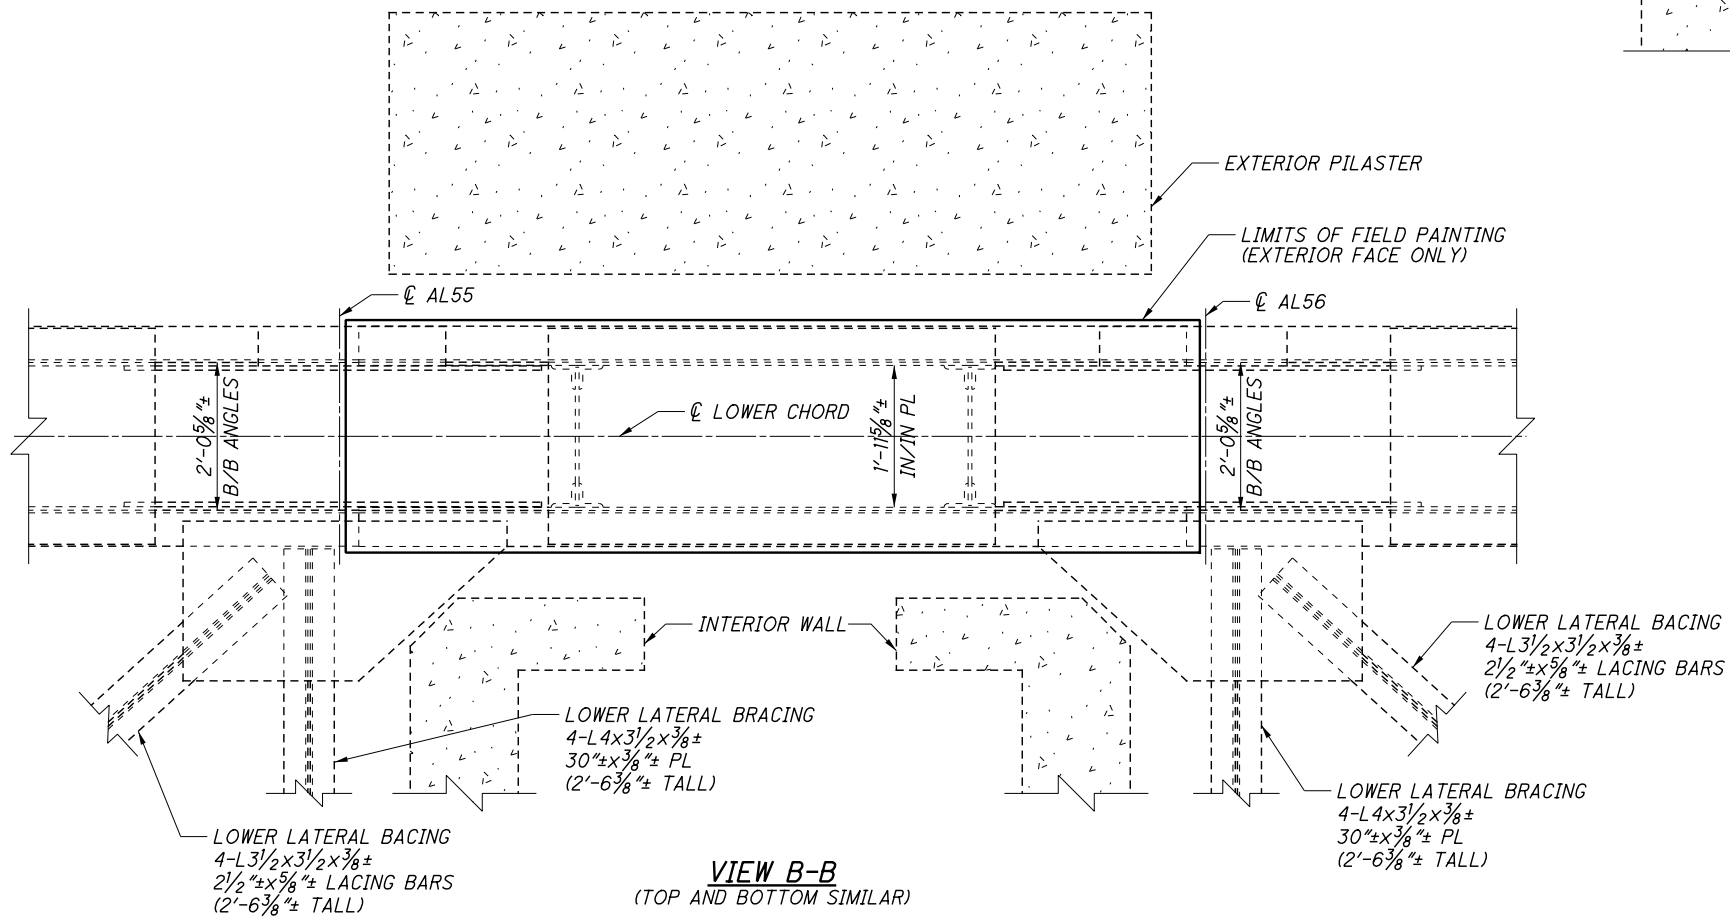 EXTERIOR PILASTER
LIMITS OF FIELD PAINTING
(EXTERIOR FACE ONLY)
℄ AL55
℄ AL56
2'-0⅝"±
B/B ANGLES
℄ LOWER CHORD
1'-11⅝"±
IN/IN PL
2'-0⅝"±
B/B ANGLES
INTERIOR WALL
LOWER LATERAL BACING
4-L3½x3½x⅜±
2½"±x⅝"± LACING BARS
(2'-6⅜"± TALL)
LOWER LATERAL BRACING
4-L4x3½x⅜±
30"±x⅜"± PL
(2'-6⅜"± TALL)
LOWER LATERAL BRACING
4-L4x3½x⅜±
30"±x⅜"± PL
(2'-6⅜"± TALL)
LOWER LATERAL BACING
4-L3½x3½x⅜±
2½"±x⅝"± LACING BARS
(2'-6⅜"± TALL)
VIEW B-B
(TOP AND BOTTOM SIMILAR)